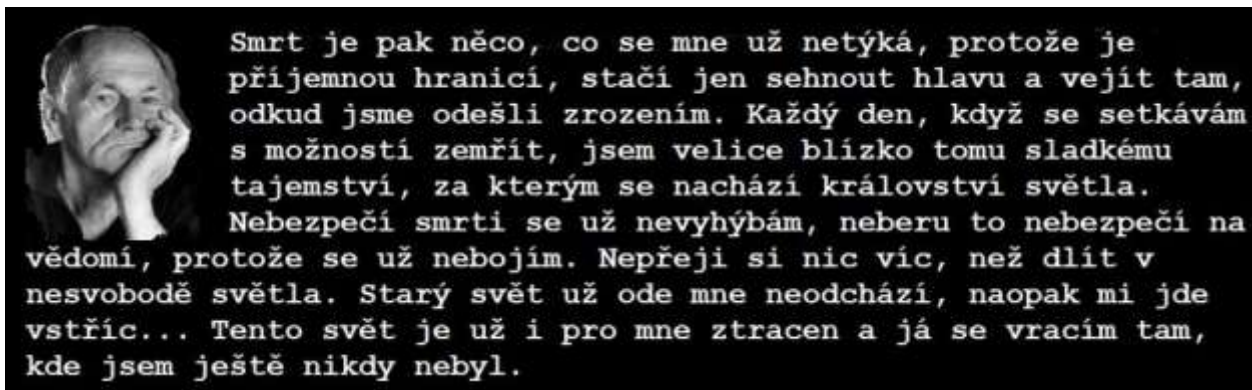 Smrt je pak něco, co se mne už netýká, protože je
příjemnou hranicí, stačí jen sehnout hlavu a vejít tam,
odkud jsme odešli zrozením. Každý den, když se setkávám
s možností zemřít, jsem velice blízko tomu sladkému
tajemství, za kterým se nachází království světla.
Nebezpečí smrti se už nevyhýbám, neberu to nebezpečí na
vědomí, protože se už nebojím. Nepřeji si nic víc, než dlít v
nesvobodě světla. Starý svět už ode mne neodchází, naopak mi jde
vstříc... Tento svět je už i pro mne ztracen a já se vracím tam,
kde jsem ještě nikdy nebyl.